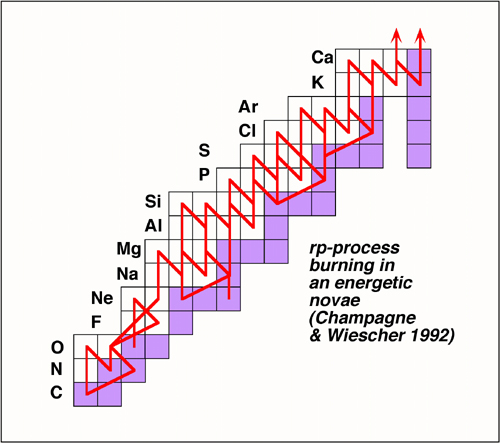 Ca
K
Ar
Cl
S
P
Si
Al
Mg
Na
Ne
F
O
N
C
rp-process
burning in
an energetic
novae
(Champagne
& Wiescher 1992)